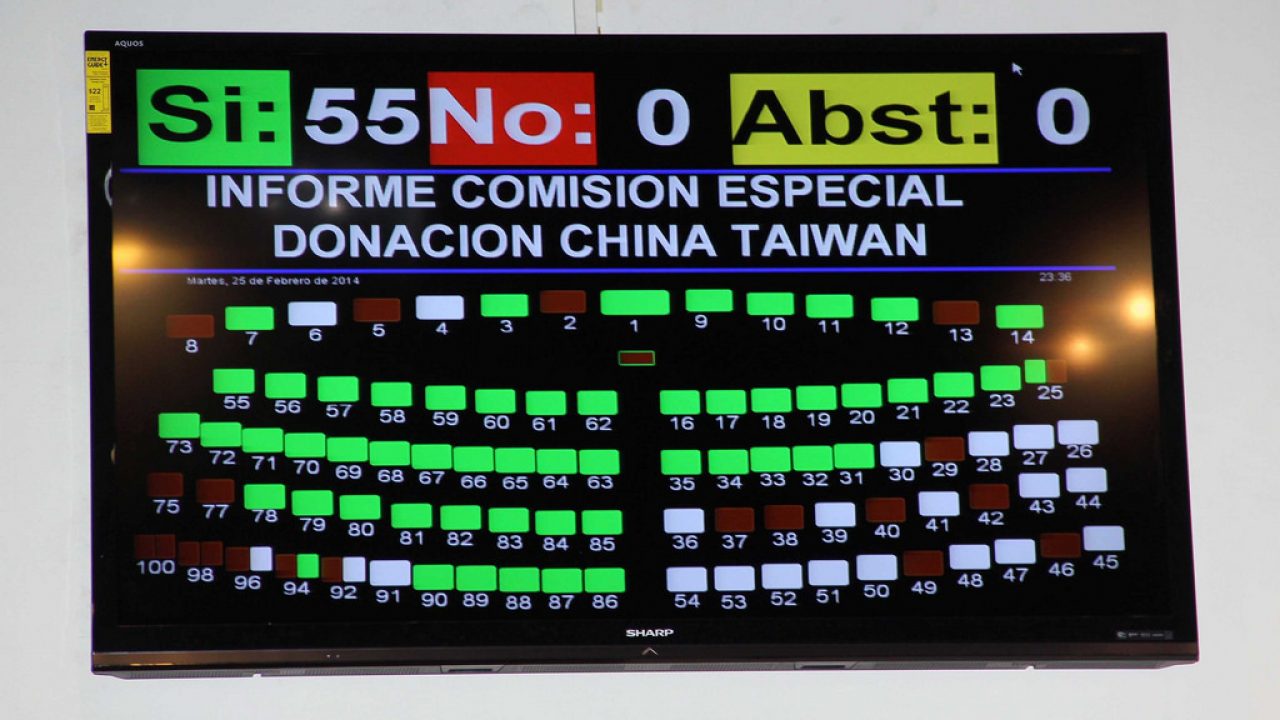 AQUOS
ENERGY GUIDE
$22
Si: 55 No: 0 Abst: 0
INFORME COMISION ESPECIAL
DONACION CHINA TAIWAN
Martes, 25 de Febrero de 2014 23:36
8 7 6 5 4 3 2 1 9 10 11 12 13 14
55 56 57 58 59 60 61 62 16 17 18 19 20 21 22 23 25
73 72 71 70 69 68 67 66 65 64 63 35 34 33 32 31 30 29 28 27 26
75 77 78 79 80 81 82 83 84 85 36 37 38 39 40 41 42 43 44
100 98 96 94 92 91 90 89 88 87 86 54 53 52 51 50 49 48 47 46 45
SHARP